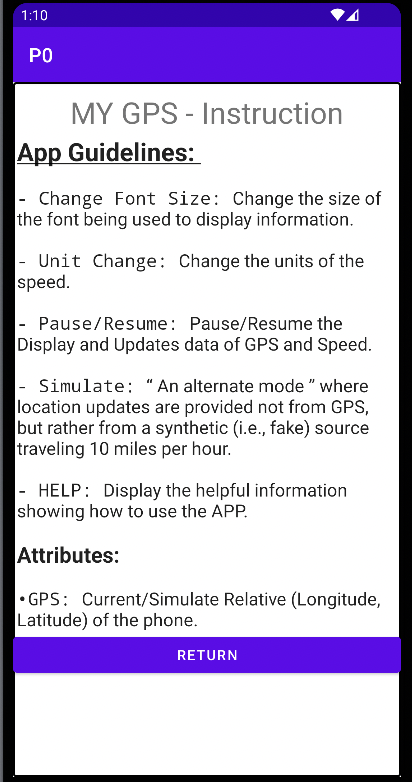 1:10
P0
MY GPS - Instruction
App Guidelines:
- Change Font Size: Change the size of
the font being used to display information.
- Unit Change: Change the units of the
speed.
- Pause/Resume: Pause/Resume the
Display and Updates data of GPS and Speed.
- Simulate: “ An alternate mode ” where
location updates are provided not from GPS,
but rather from a synthetic (i.e., fake) source
traveling 10 miles per hour.
- HELP: Display the helpful information
showing how to use the APP.
Attributes:
•GPS: Current/Simulate Relative (Longitude,
Latitude) of the phone.
RETURN